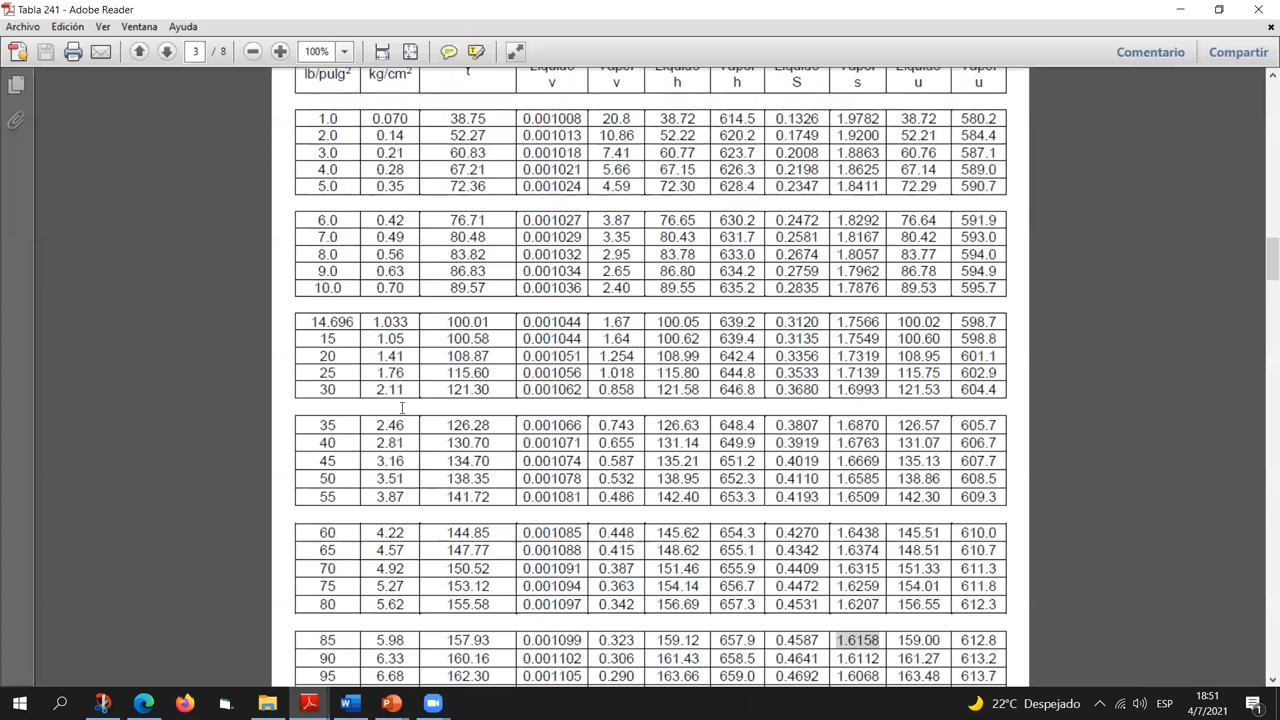 Tabla 241 - Adobe Reader
Archivo Edición Ver Ventana Ayuda
3 / 8 100% Comentario Compartir
lb/pulg² kg/cm² t v v h h S s u u
1.0 0.070 38.75 0.001008 20.8 38.72 614.5 0.1326 1.9782 38.72 580.2
2.0 0.14 52.27 0.001013 10.86 52.22 620.2 0.1749 1.9200 52.21 584.4
3.0 0.21 60.83 0.001018 7.41 60.77 623.7 0.2008 1.8863 60.76 587.1
4.0 0.28 67.21 0.001021 5.66 67.15 626.3 0.2198 1.8625 67.14 589.0
5.0 0.35 72.36 0.001024 4.59 72.30 628.4 0.2347 1.8411 72.29 590.7
6.0 0.42 76.71 0.001027 3.87 76.65 630.2 0.2472 1.8292 76.64 591.9
7.0 0.49 80.48 0.001029 3.35 80.43 631.7 0.2581 1.8167 80.42 593.0
8.0 0.56 83.82 0.001032 2.95 83.78 633.0 0.2674 1.8057 83.77 594.0
9.0 0.63 86.83 0.001034 2.65 86.80 634.2 0.2759 1.7962 86.78 594.9
10.0 0.70 89.57 0.001036 2.40 89.55 635.2 0.2835 1.7876 89.53 595.7
14.696 1.033 100.01 0.001044 1.67 100.05 639.2 0.3120 1.7566 100.02 598.7
15 1.05 100.58 0.001044 1.64 100.62 639.4 0.3135 1.7549 100.60 598.8
20 1.41 108.87 0.001051 1.254 108.99 642.4 0.3356 1.7319 108.95 601.1
25 1.76 115.60 0.001056 1.018 115.80 644.8 0.3533 1.7139 115.75 602.9
30 2.11 121.30 0.001062 0.858 121.58 646.8 0.3680 1.6993 121.53 604.4
35 2.46 126.28 0.001066 0.743 126.63 648.4 0.3807 1.6870 126.57 605.7
40 2.81 130.70 0.001071 0.655 131.14 649.9 0.3919 1.6763 131.07 606.7
45 3.16 134.70 0.001074 0.587 135.21 651.2 0.4019 1.6669 135.13 607.7
50 3.51 138.35 0.001078 0.532 138.95 652.3 0.4110 1.6585 138.86 608.5
55 3.87 141.72 0.001081 0.486 142.40 653.3 0.4193 1.6509 142.30 609.3
60 4.22 144.85 0.001085 0.448 145.62 654.3 0.4270 1.6438 145.51 610.0
65 4.57 147.77 0.001088 0.415 148.62 655.1 0.4342 1.6374 148.51 610.7
70 4.92 150.52 0.001091 0.387 151.46 655.9 0.4409 1.6315 151.33 611.3
75 5.27 153.12 0.001094 0.363 154.14 656.7 0.4472 1.6259 154.01 611.8
80 5.62 155.58 0.001097 0.342 156.69 657.3 0.4531 1.6207 156.55 612.3
85 5.98 157.93 0.001099 0.323 159.12 657.9 0.4587 1.6158 159.00 612.8
90 6.33 160.16 0.001102 0.306 161.43 658.5 0.4641 1.6112 161.27 613.2
95 6.68 162.30 0.001105 0.290 163.66 659.0 0.4692 1.6068 163.48 613.7
22°C Despejado ESP
18:51
4/7/2021